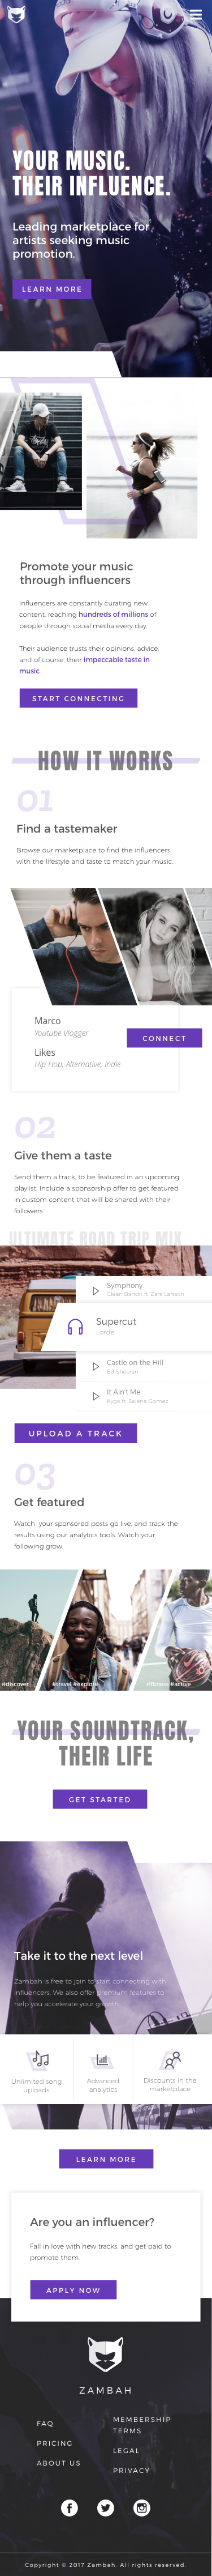 YOUR MUSIC.
THEIR INFLUENCE.
Leading marketplace for
artists seeking music
promotion.
LEARN MORE
Promote your music
through influencers
Influencers are constantly creating new
content, reaching hundreds of millions of
people through social media every day.
Their audience trusts their opinions, advice,
and of course, their impeccable taste in
music.
START CONNECTING
HOW IT WORKS
01
Find a tastemaker
Browse our marketplace to find the influencers
with the lifestyle and taste to match your music.
Marco
Youtube Vlogger
CONNECT
Likes
Hip Hop, Alternative, Indie
02
Give them a taste
Send them a track, to be featured in an upcoming
playlist. Include a sponsorship offer to get featured
in custom content that will be shared with their
followers.
ULTIMATE ROAD TRIP MIX
Symphony
Clean Bandit ft. Zara Larsson
Supercut
Lorde
Castle on the Hill
Ed Sheeran
It Ain't Me
Kygo ft. Selena Gomez
UPLOAD A TRACK
03
Get featured
Watch your sponsored posts go live, and track the
results using our analytics tools. Watch your
following grow.
#discover
#travel #explore
#fitness #active
YOUR SOUNDTRACK,
THEIR LIFE
GET STARTED
Take it to the next level
Zambah is free to join to start connecting with
influencers. We also offer premium features to
help you accelerate your growth.
Unlimited song
uploads
Advanced
analytics
Discounts in the
marketplace
LEARN MORE
Are you an influencer?
Fall in love with new tracks, and get paid to
promote them.
APPLY NOW
ZAMBAH
FAQ
PRICING
ABOUT US
MEMBERSHIP
TERMS
LEGAL
PRIVACY
Copyright © 2017 Zambah. All rights reserved.